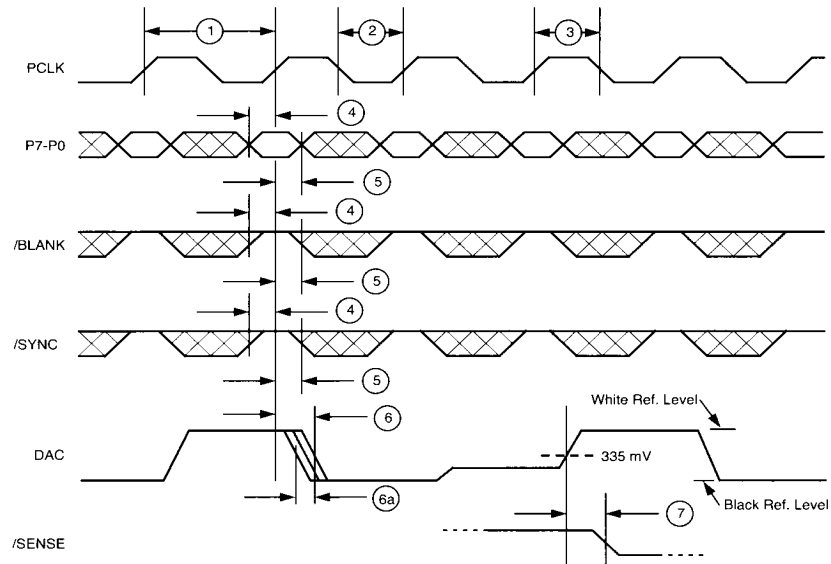 1
2
3
PCLK
4
P7-P0
5
4
/BLANK
5
4
/SYNC
5
6
White Ref. Level
DAC
335 mV
6a
Black Ref. Level
7
/SENSE